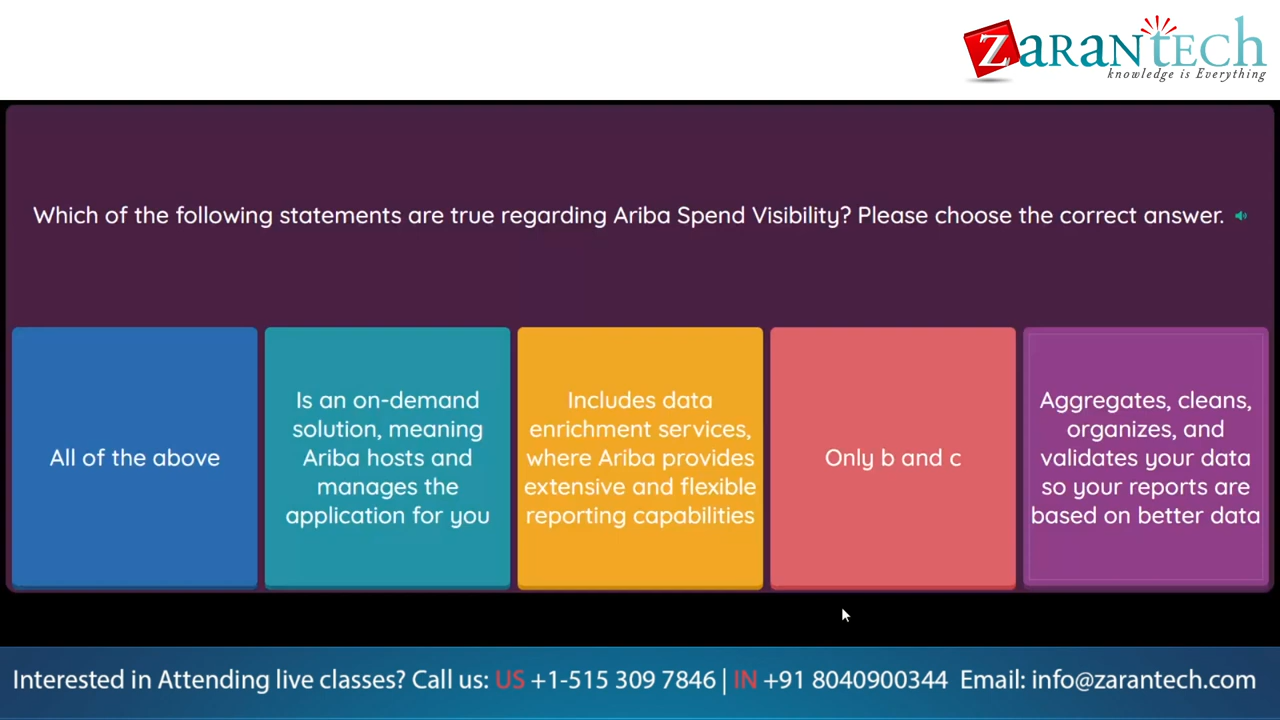 ZARANTECH
knowledge is Everything
Which of the following statements are true regarding Ariba Spend Visibility? Please choose the correct answer.
All of the above
Is an on-demand
solution, meaning
Ariba hosts and
manages the
application for you
Includes data
enrichment services,
where Ariba provides
extensive and flexible
reporting capabilities
Only b and c
Aggregates, cleans,
organizes, and
validates your data
so your reports are
based on better data
Interested in Attending live classes? Call us: US +1-515 309 7846 | IN +91 8040900344 Email: info@zarantech.com